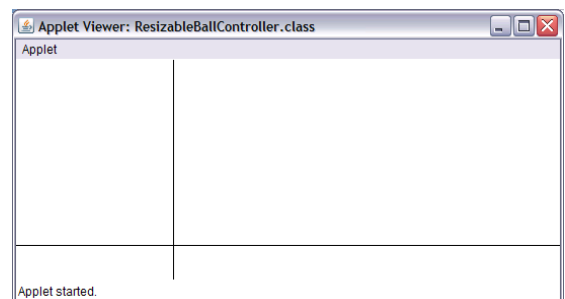 Applet Viewer: ResizableBallController.class
Applet
Applet started.